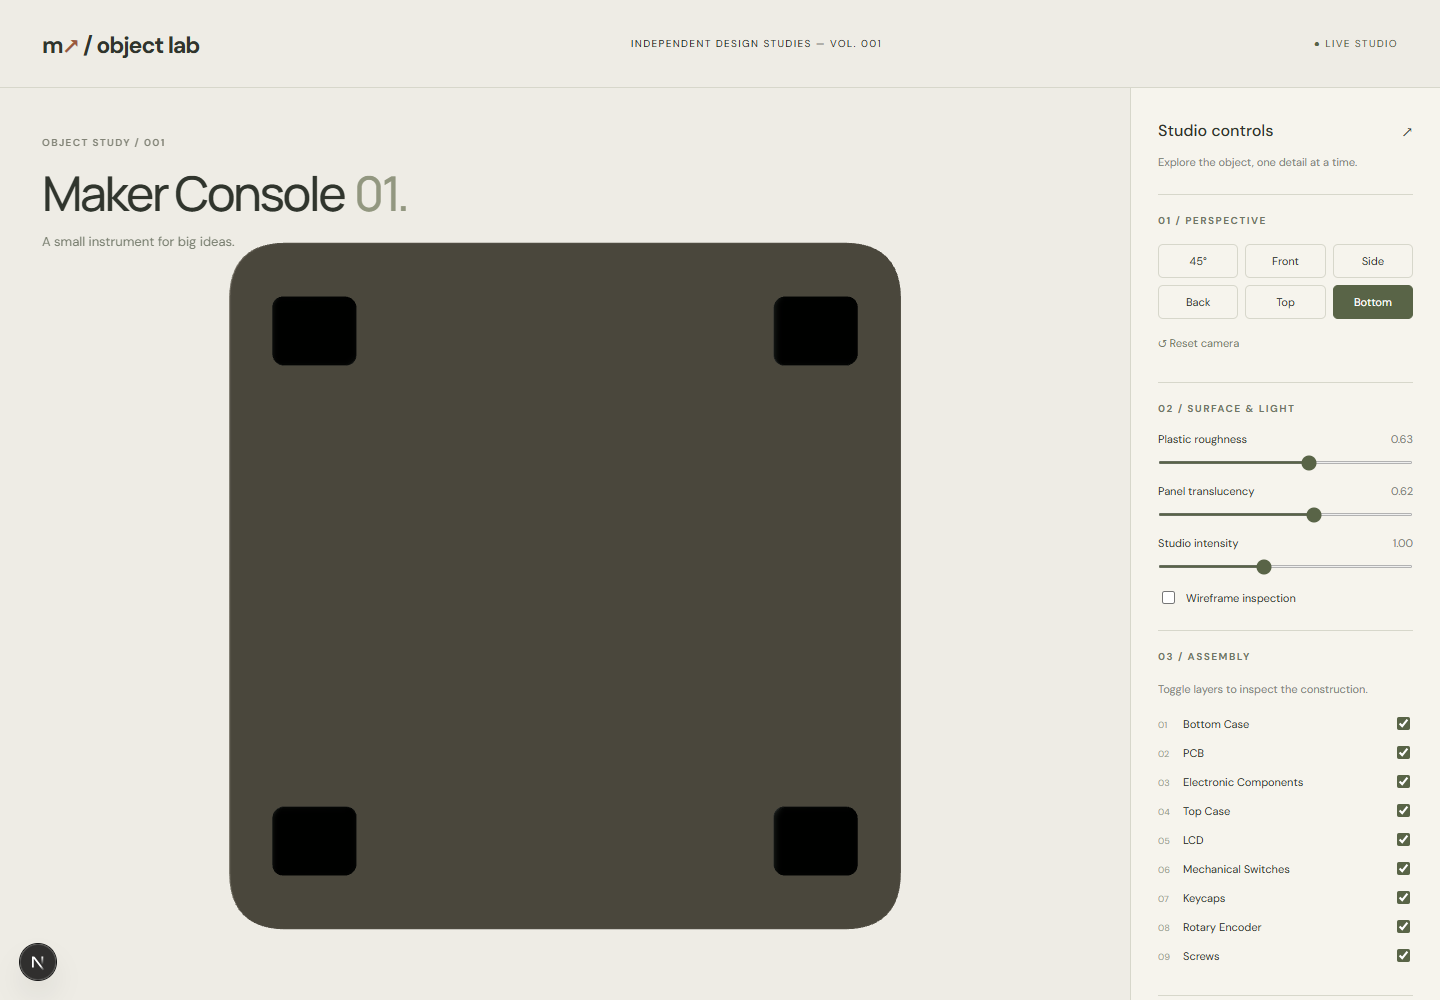 m↗ / object lab
INDEPENDENT DESIGN STUDIES — VOL. 001
● LIVE STUDIO
OBJECT STUDY / 001
Maker Console 01.
A small instrument for big ideas.
Studio controls ↗
Explore the object, one detail at a time.
01 / PERSPECTIVE
45° Front Side
Back Top Bottom
↺ Reset camera
02 / SURFACE & LIGHT
Plastic roughness 0.63
Panel translucency 0.62
Studio intensity 1.00
Wireframe inspection
03 / ASSEMBLY
Toggle layers to inspect the construction.
01 Bottom Case
02 PCB
03 Electronic Components
04 Top Case
05 LCD
06 Mechanical Switches
07 Keycaps
08 Rotary Encoder
09 Screws
N